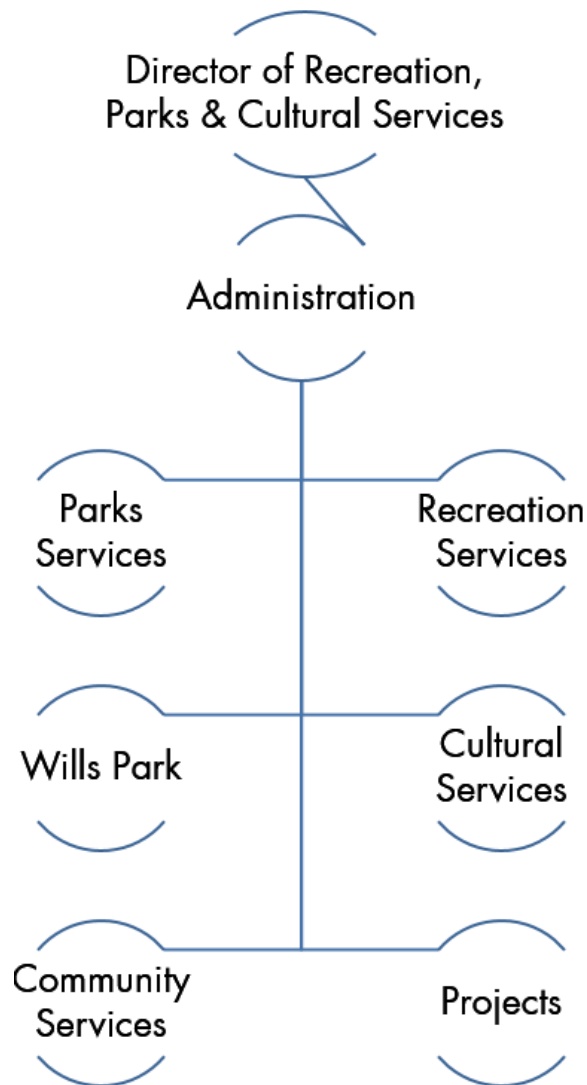 Director of Recreation,
Parks & Cultural Services
Administration
Parks
Services
Recreation
Services
Wills Park
Cultural
Services
Community
Services
Projects